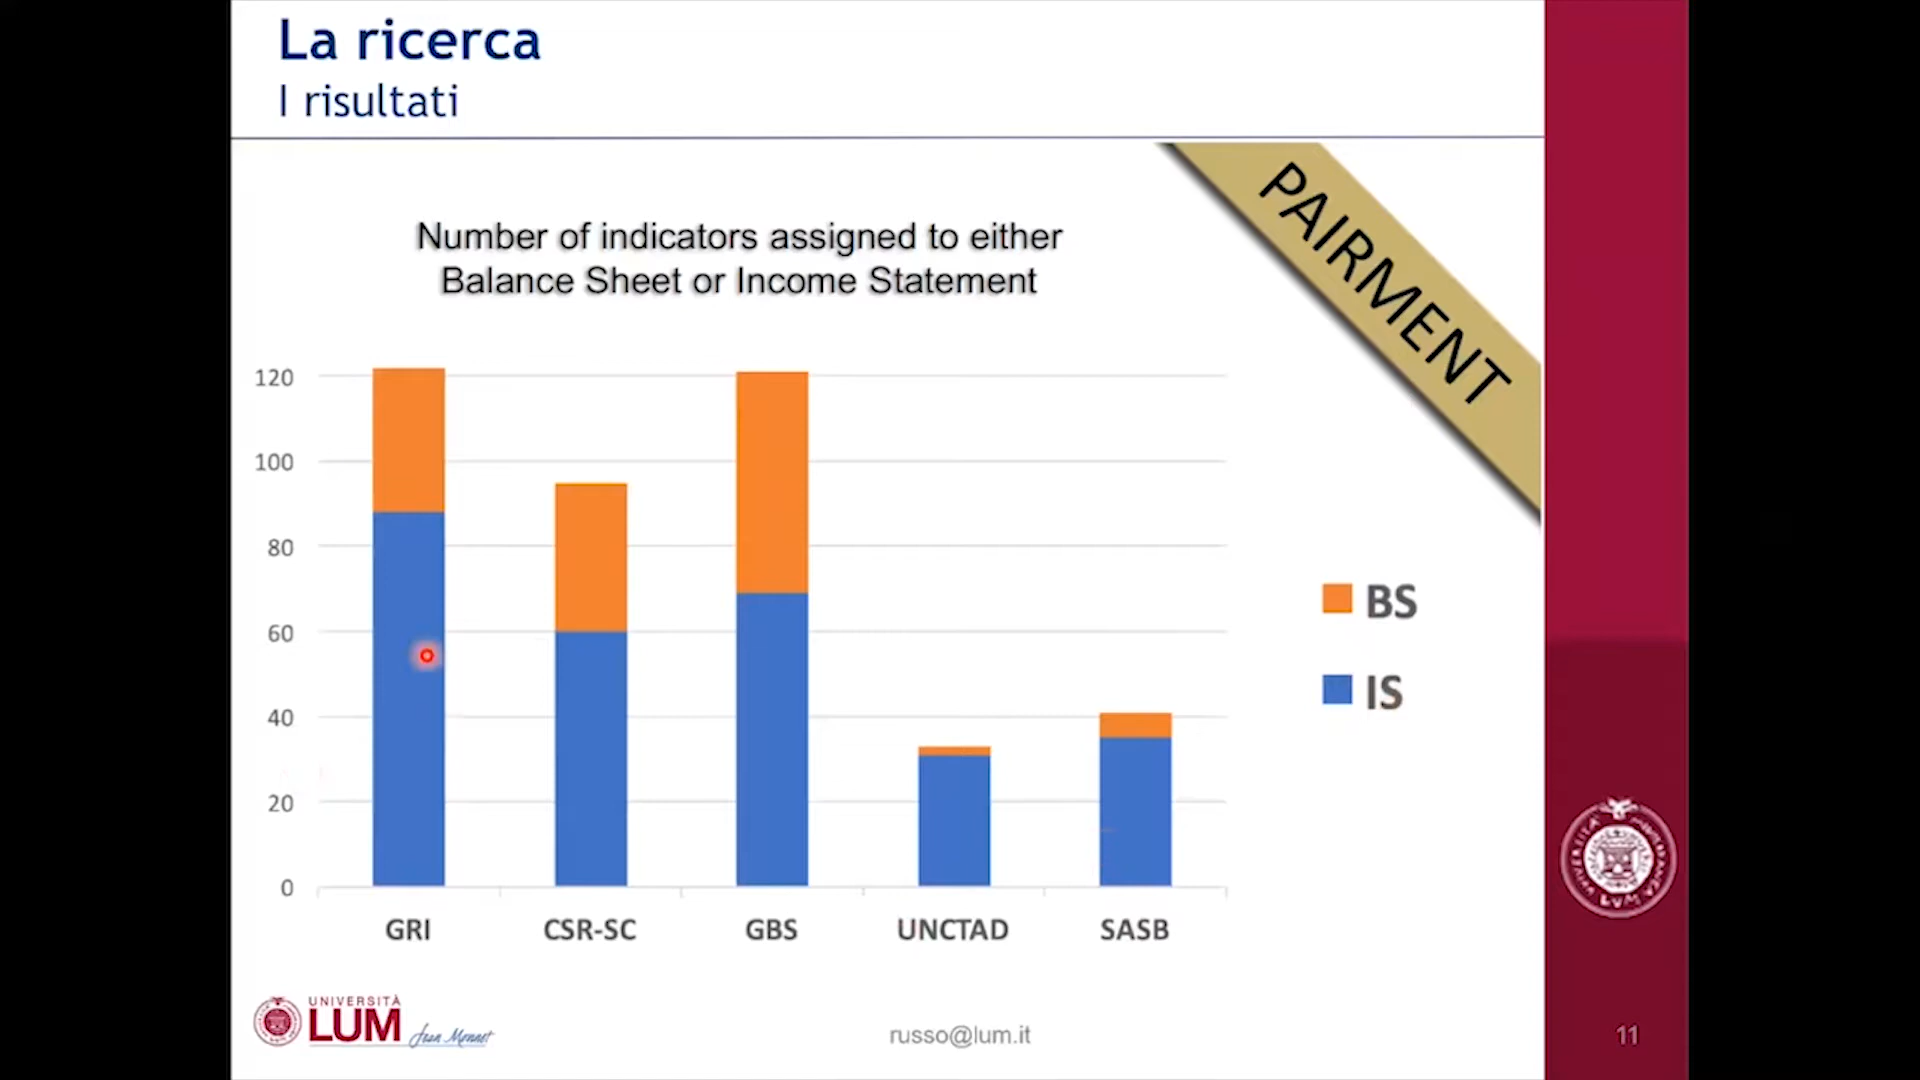 La ricerca
I risultati
PAIRMENT
Number of indicators assigned to either
Balance Sheet or Income Statement
120
100
80
60
40
20
0
BS
IS
GRI
CSR-SC
GBS
UNCTAD
SASB
UNIVERSITÀ
LUM
Jean Monnet
russo@lum.it
11
LUM